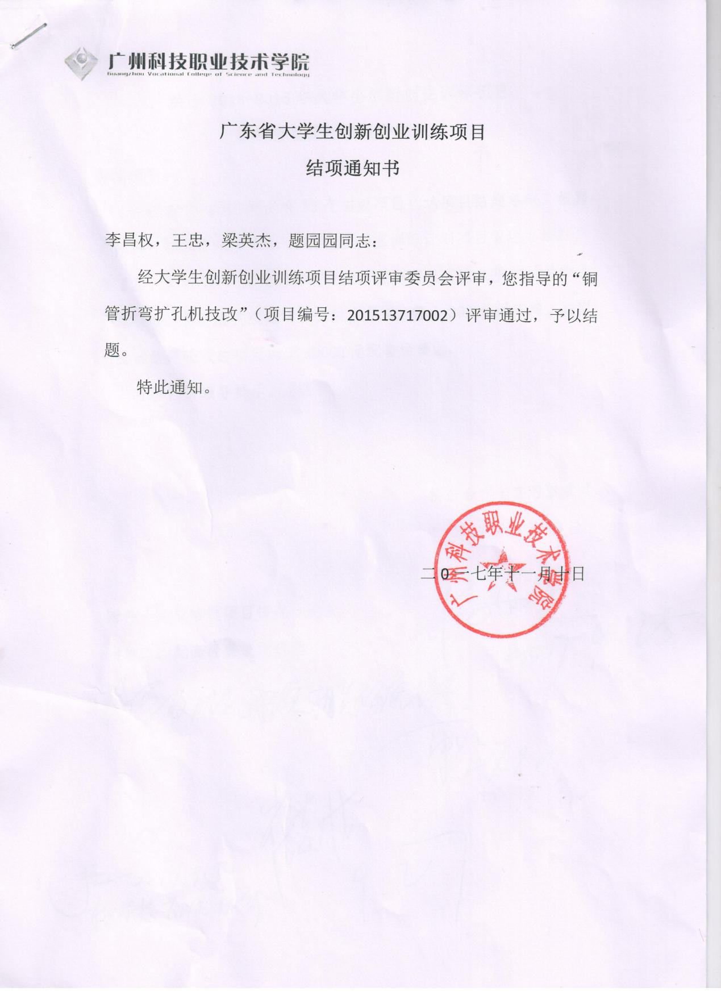 广州科技职业技术学院
Guangzhou Vocational College of Science and Technology
广东省大学生创新创业训练项目
结项通知书
李昌权，王忠，梁英杰，题园园同志：
经大学生创新创业训练项目结项评审委员会评审，您指导的“铜
管折弯扩孔机技改”（项目编号：201513717002）评审通过，予以结
题。
特此通知。
广州科技职业技术学院
二0一七年十一月十日